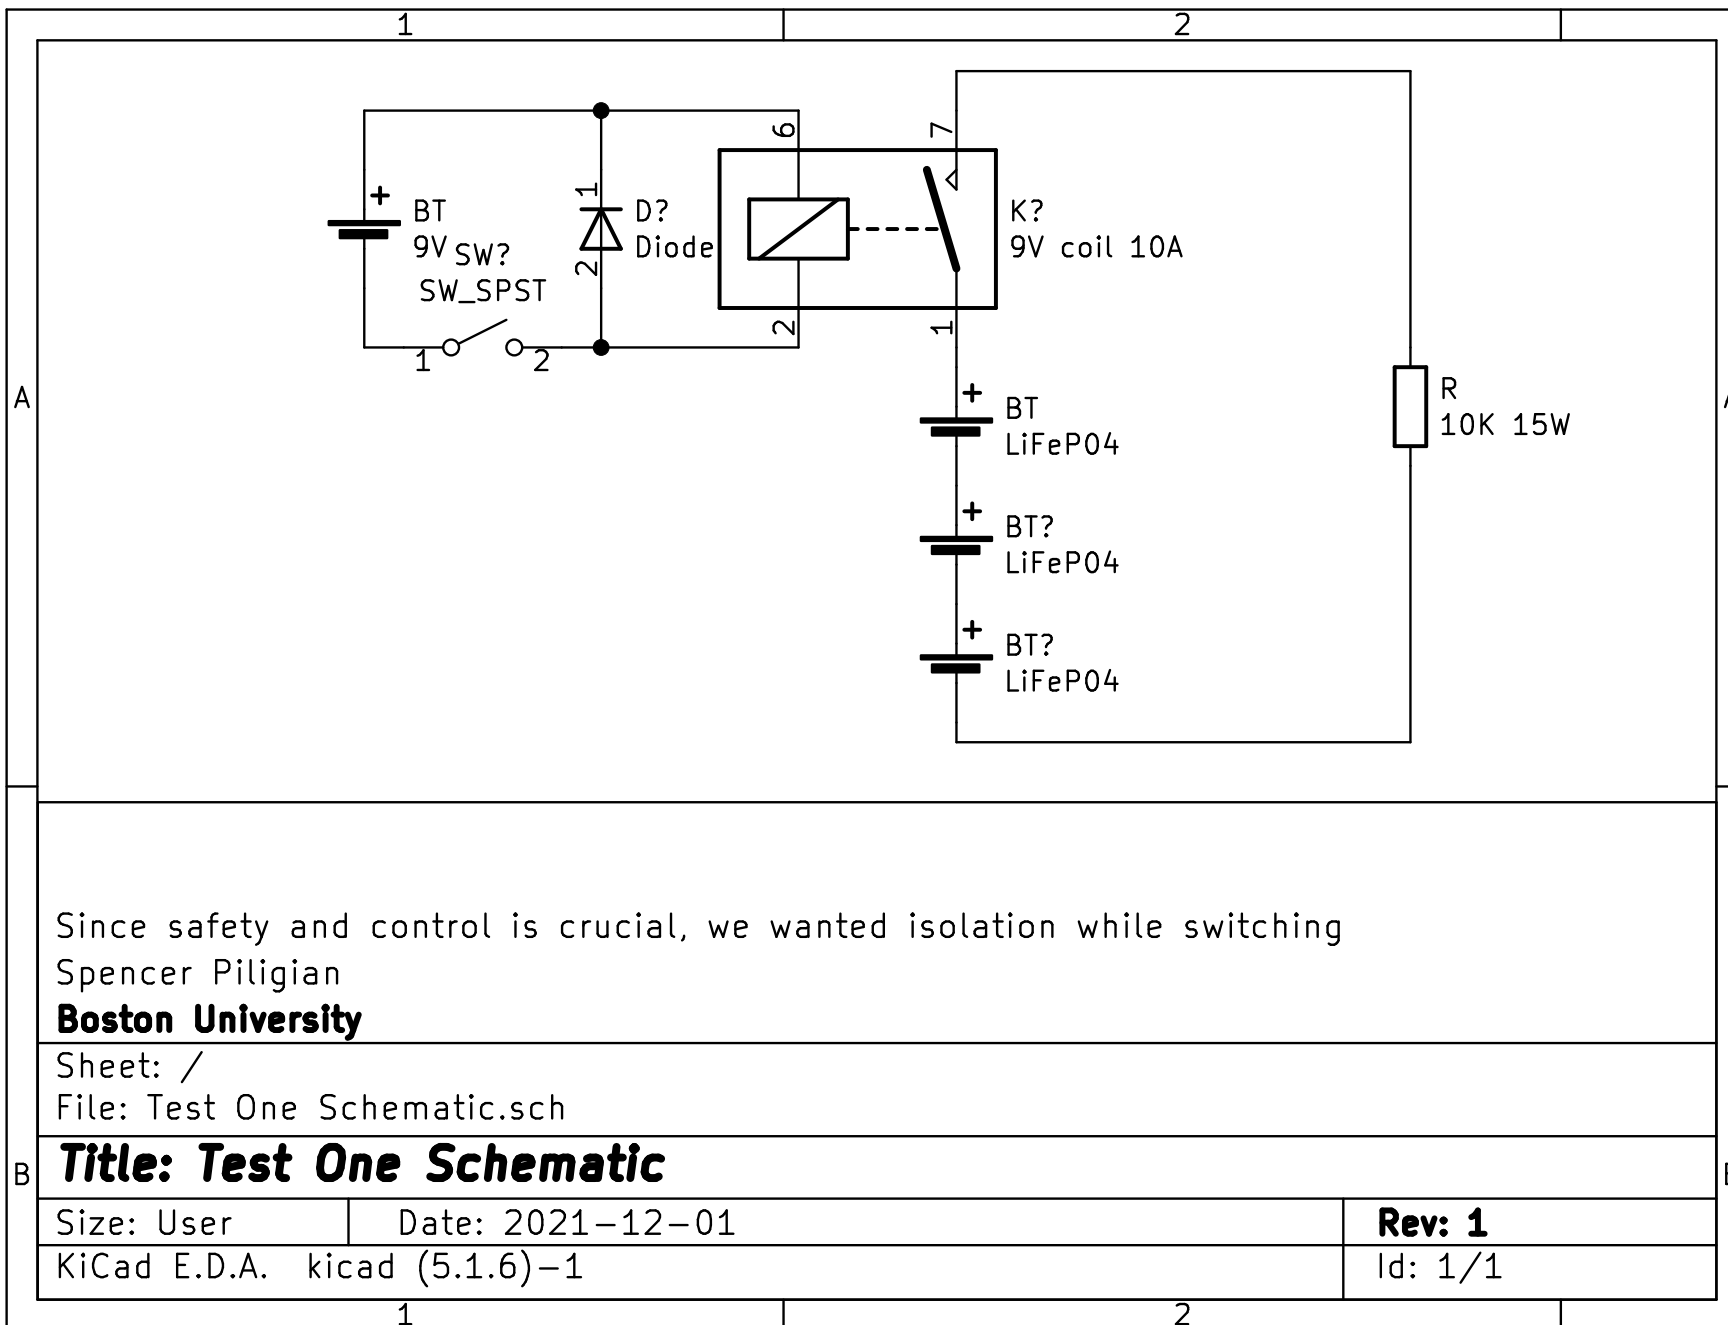 1 2
6 7
+
BT
9V
SW?
SW_SPST
1 2
1
2
D?
Diode
K?
9V coil 10A
2 1
A
+
BT
LiFePO4
R
10K 15W
+
BT?
LiFePO4
+
BT?
LiFePO4
Since safety and control is crucial, we wanted isolation while switching
Spencer Piligian
Boston University
Sheet: /
File: Test One Schematic.sch
B
Title: Test One Schematic
Size: User Date: 2021-12-01 Rev: 1
KiCad E.D.A. kicad (5.1.6)-1 Id: 1/1
1 2